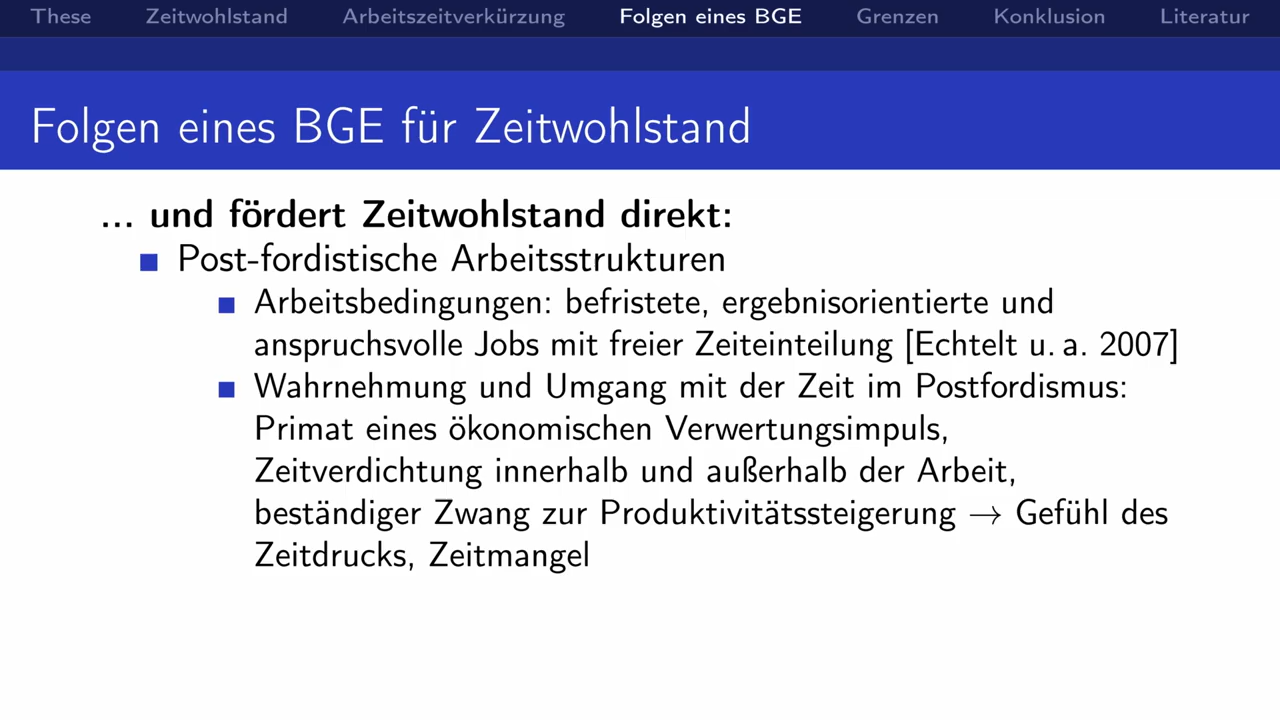 These Zeitwohlstand Arbeitszeitverkürzung Folgen eines BGE Grenzen Konklusion Literatur
Folgen eines BGE für Zeitwohlstand
... und fördert Zeitwohlstand direkt:
Post-fordistische Arbeitsstrukturen
Arbeitsbedingungen: befristete, ergebnisorientierte und
anspruchsvolle Jobs mit freier Zeiteinteilung [Echtelt u. a. 2007]
Wahrnehmung und Umgang mit der Zeit im Postfordismus:
Primat eines ökonomischen Verwertungsimpuls,
Zeitverdichtung innerhalb und außerhalb der Arbeit,
beständiger Zwang zur Produktivitätssteigerung → Gefühl des
Zeitdrucks, Zeitmangel